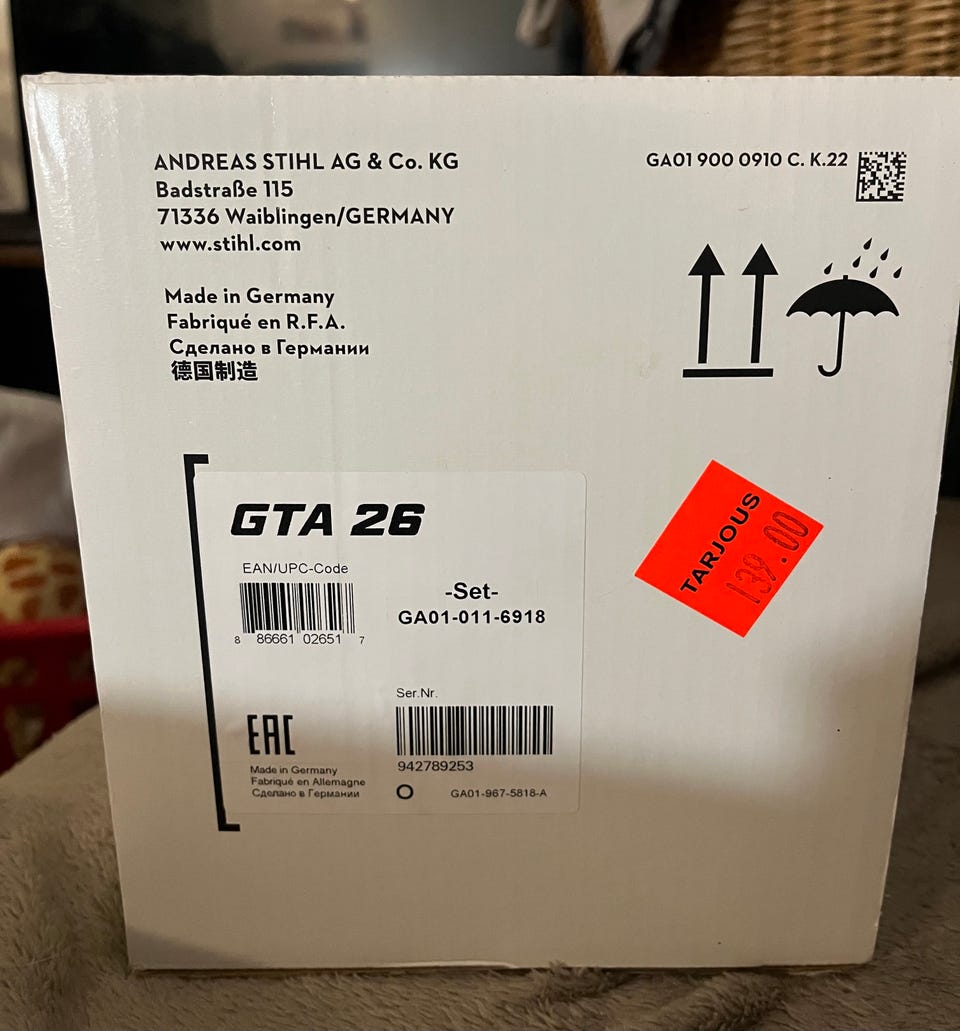 ANDREAS STIHL AG & Co. KG
Badstraße 115
71336 Waiblingen/GERMANY
www.stihl.com
GA01 900 0910 C. K.22
Made in Germany
Fabriqué en R.F.A.
Сделано в Германии
德国制造
GTA 26
EAN/UPC-Code
8 86661 02651 7
-Set-
GA01-011-6918
TARJOUS
139.00
Ser.Nr.
942789253
EAC
Made in Germany
Fabriqué en Allemagne
Сделано в Германии
O GA01-967-5818-A